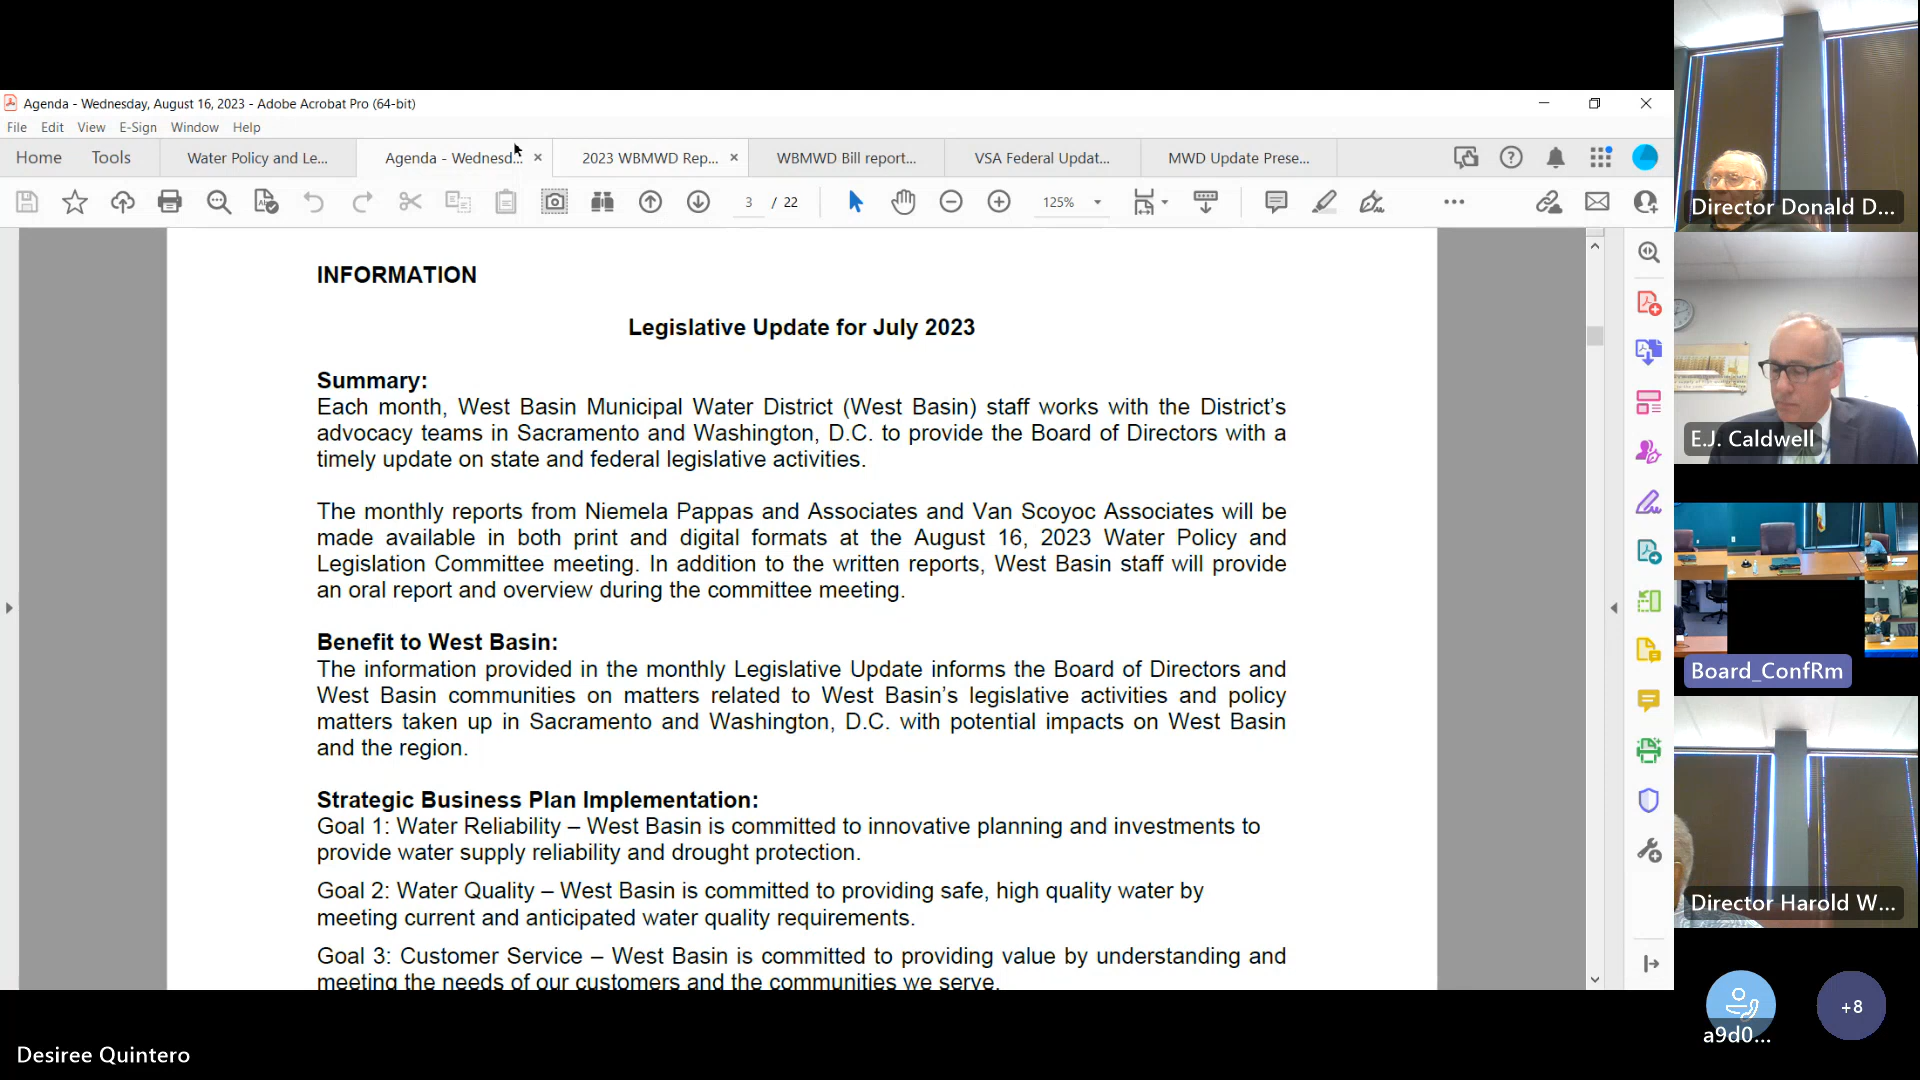 Agenda - Wednesday, August 16, 2023 - Adobe Acrobat Pro (64-bit)
File Edit View E-Sign Window Help
Home Tools Water Policy and Le... Agenda - Wednesd... 2023 WBMWD Rep... WBMWD Bill report... VSA Federal Updat... MWD Update Prese...
3 / 22 125%
INFORMATION
Legislative Update for July 2023
Summary:
Each month, West Basin Municipal Water District (West Basin) staff works with the District's
advocacy teams in Sacramento and Washington, D.C. to provide the Board of Directors with a
timely update on state and federal legislative activities.
The monthly reports from Niemela Pappas and Associates and Van Scoyoc Associates will be
made available in both print and digital formats at the August 16, 2023 Water Policy and
Legislation Committee meeting. In addition to the written reports, West Basin staff will provide
an oral report and overview during the committee meeting.
Benefit to West Basin:
The information provided in the monthly Legislative Update informs the Board of Directors and
West Basin communities on matters related to West Basin's legislative activities and policy
matters taken up in Sacramento and Washington, D.C. with potential impacts on West Basin
and the region.
Strategic Business Plan Implementation:
Goal 1: Water Reliability – West Basin is committed to innovative planning and investments to
provide water supply reliability and drought protection.
Goal 2: Water Quality – West Basin is committed to providing safe, high quality water by
meeting current and anticipated water quality requirements.
Goal 3: Customer Service – West Basin is committed to providing value by understanding and
meeting the needs of our customers and the communities we serve.
Director Donald D...
E.J. Caldwell
Board_ConfRm
Director Harold W...
a9d0...
+8
Desiree Quintero